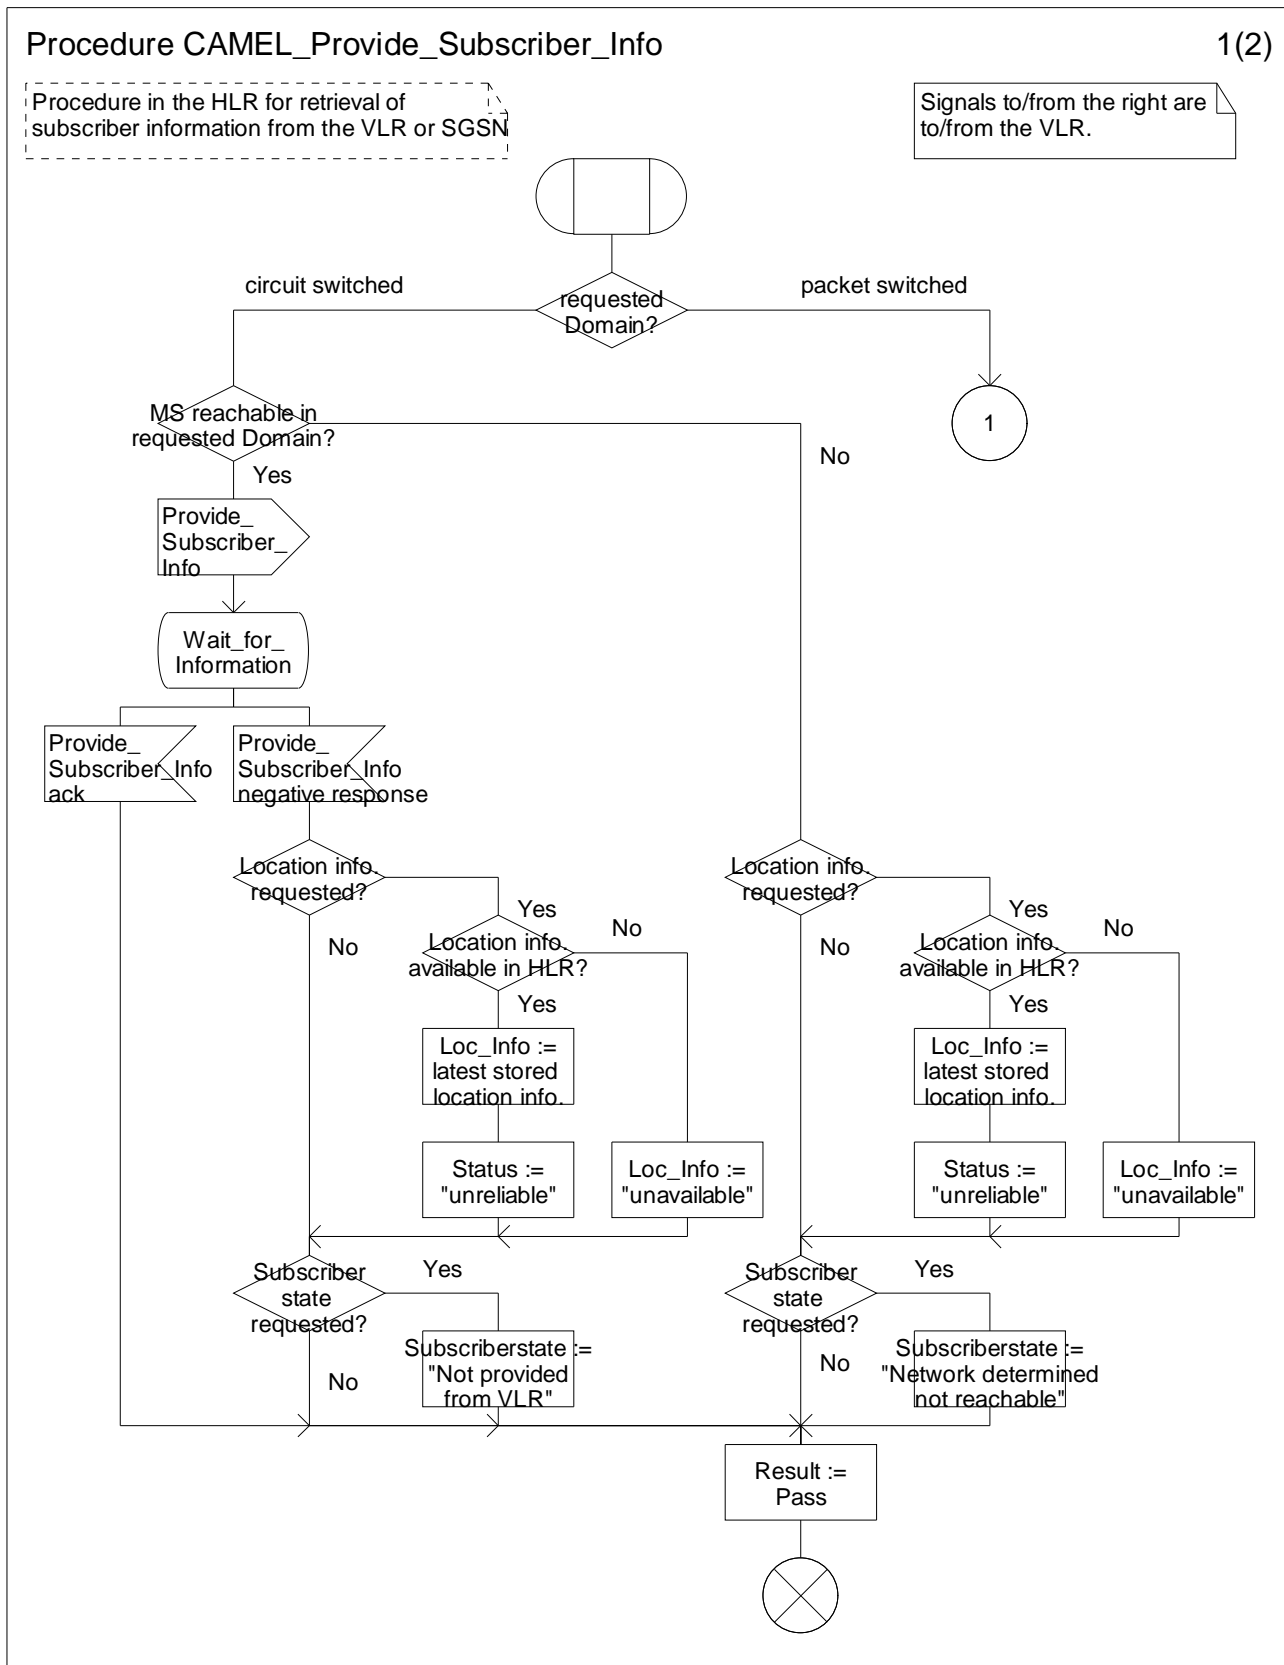 Procedure CAMEL_Provide_Subscriber_Info
1(2)
Procedure in the HLR for retrieval of
subscriber information from the VLR or SGSN
Signals to/from the right are
to/from the VLR.
circuit switched
requested
Domain?
packet switched
MS reachable in
requested Domain?
1
No
Yes
Provide_
Subscriber_
Info
Wait_for_
Information
Provide_
Subscriber_Info
ack
Provide_
Subscriber_Info
negative response
Location info.
requested?
Yes
No
No
Location info.
available in HLR?
Yes
Loc_Info :=
latest stored
location info.
Status :=
"unreliable"
Loc_Info :=
"unavailable"
Subscriber
state
requested?
Yes
No
Subscriberstate :=
"Not provided
from VLR"
Location info.
requested?
Yes
No
No
Location info.
available in HLR?
Yes
Loc_Info :=
latest stored
location info.
Status :=
"unreliable"
Loc_Info :=
"unavailable"
Subscriber
state
requested?
Yes
No
Subscriberstate :=
"Network determined
not reachable"
Result :=
Pass